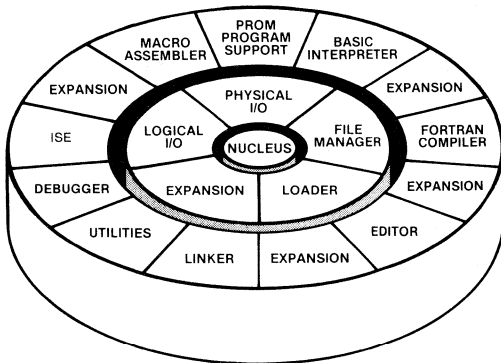 PROM
PROGRAM
SUPPORT
MACRO
ASSEMBLER
BASIC
INTERPRETER
EXPANSION
EXPANSION
PHYSICAL
I/O
ISE
LOGICAL
I/O
NUCLEUS
FILE
MANAGER
FORTRAN
COMPILER
DEBUGGER
EXPANSION
LOADER
EXPANSION
UTILITIES
EDITOR
LINKER
EXPANSION